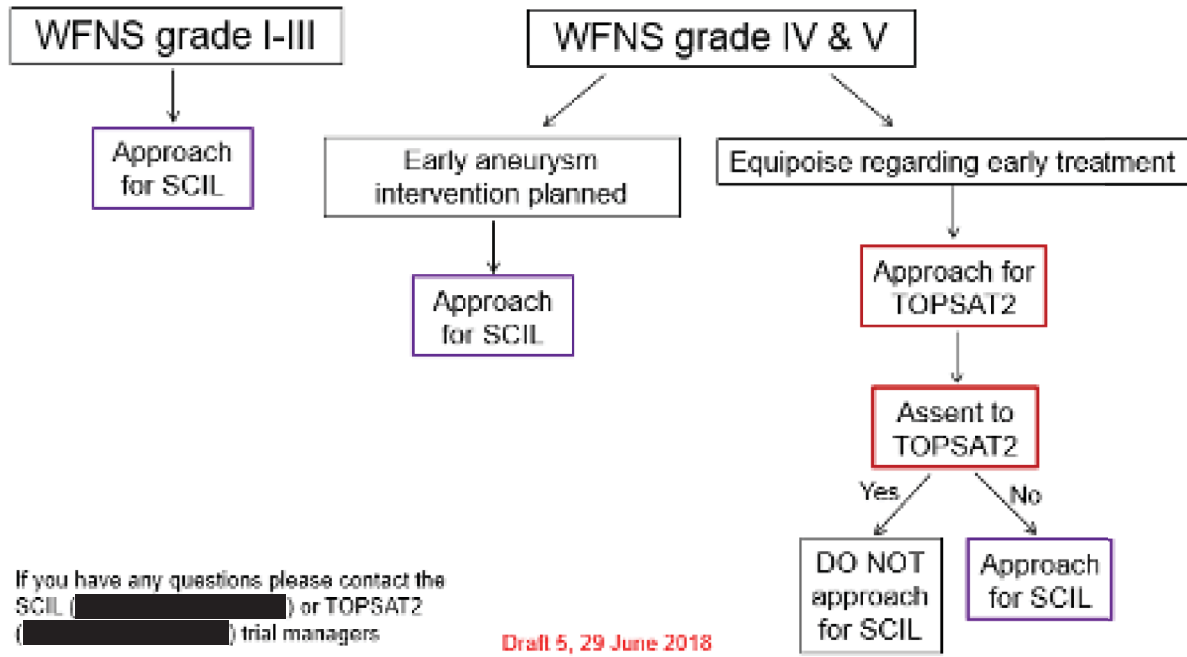 WFNS grade I-III
WFNS grade IV & V
Approach
for SCIL
Early aneurysm
intervention planned
Equipoise regarding early treatment
Approach
for SCIL
Approach for
TOPSAT2
Assent to
TOPSAT2
Yes
No
DO NOT
approach
for SCIL
Approach
for SCIL
If you have any questions please contact the
SCIL ( ) or TOPSAT2
( ) trial managers
Draft 5, 29 June 2018